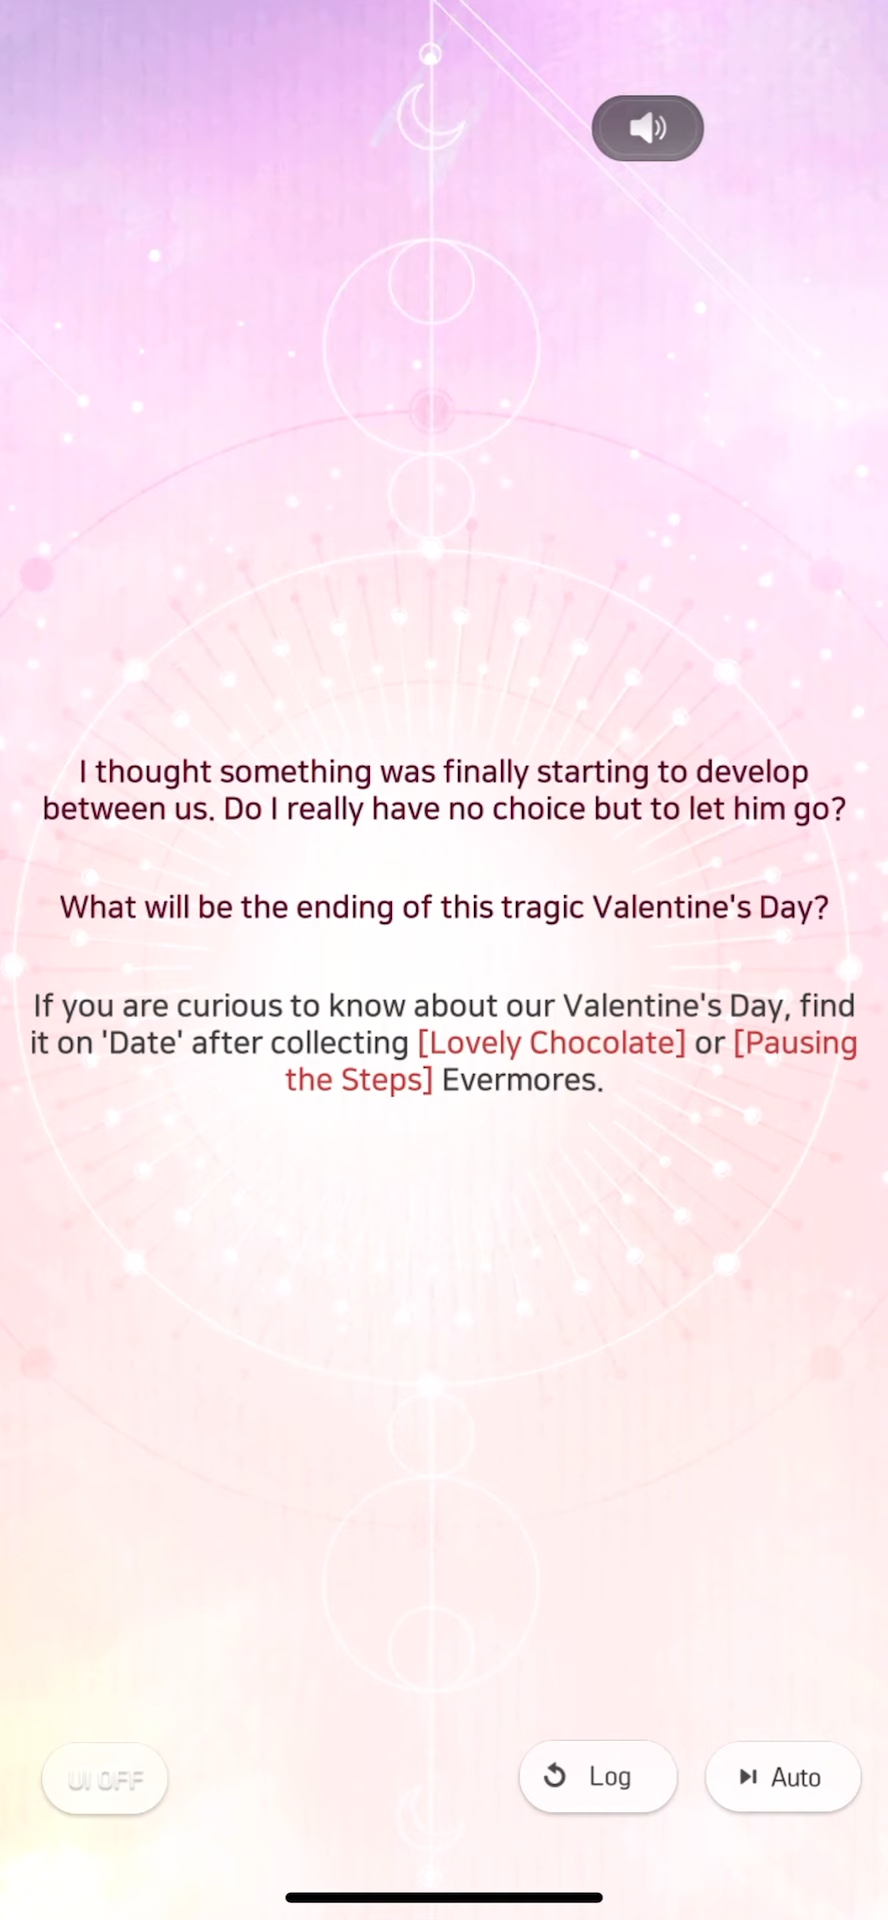 I thought something was finally starting to develop
between us. Do I really have no choice but to let him go?
What will be the ending of this tragic Valentine's Day?
If you are curious to know about our Valentine's Day, find
it on 'Date' after collecting [Lovely Chocolate] or [Pausing
the Steps] Evermores.
UI OFF
Log
Auto